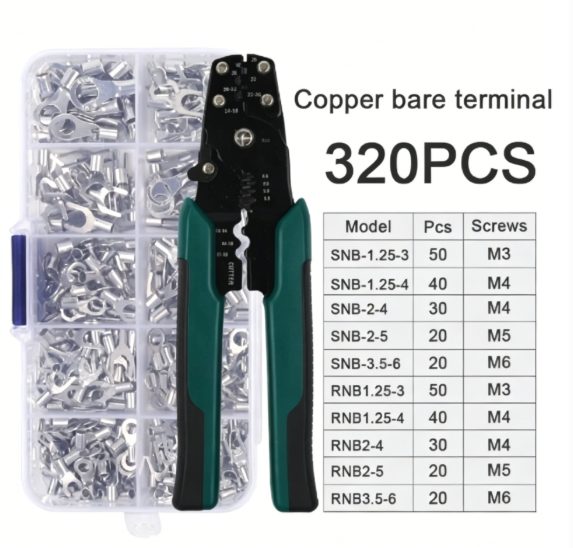 Copper bare terminal
320PCS
Model Pcs Screws
SNB-1.25-3 50 M3
SNB-1.25-4 40 M4
SNB-2-4 30 M4
SNB-2-5 20 M5
SNB-3.5-6 20 M6
RNB1.25-3 50 M3
RNB1.25-4 40 M4
RNB2-4 30 M4
RNB2-5 20 M5
RNB3.5-6 20 M6
CUTTER